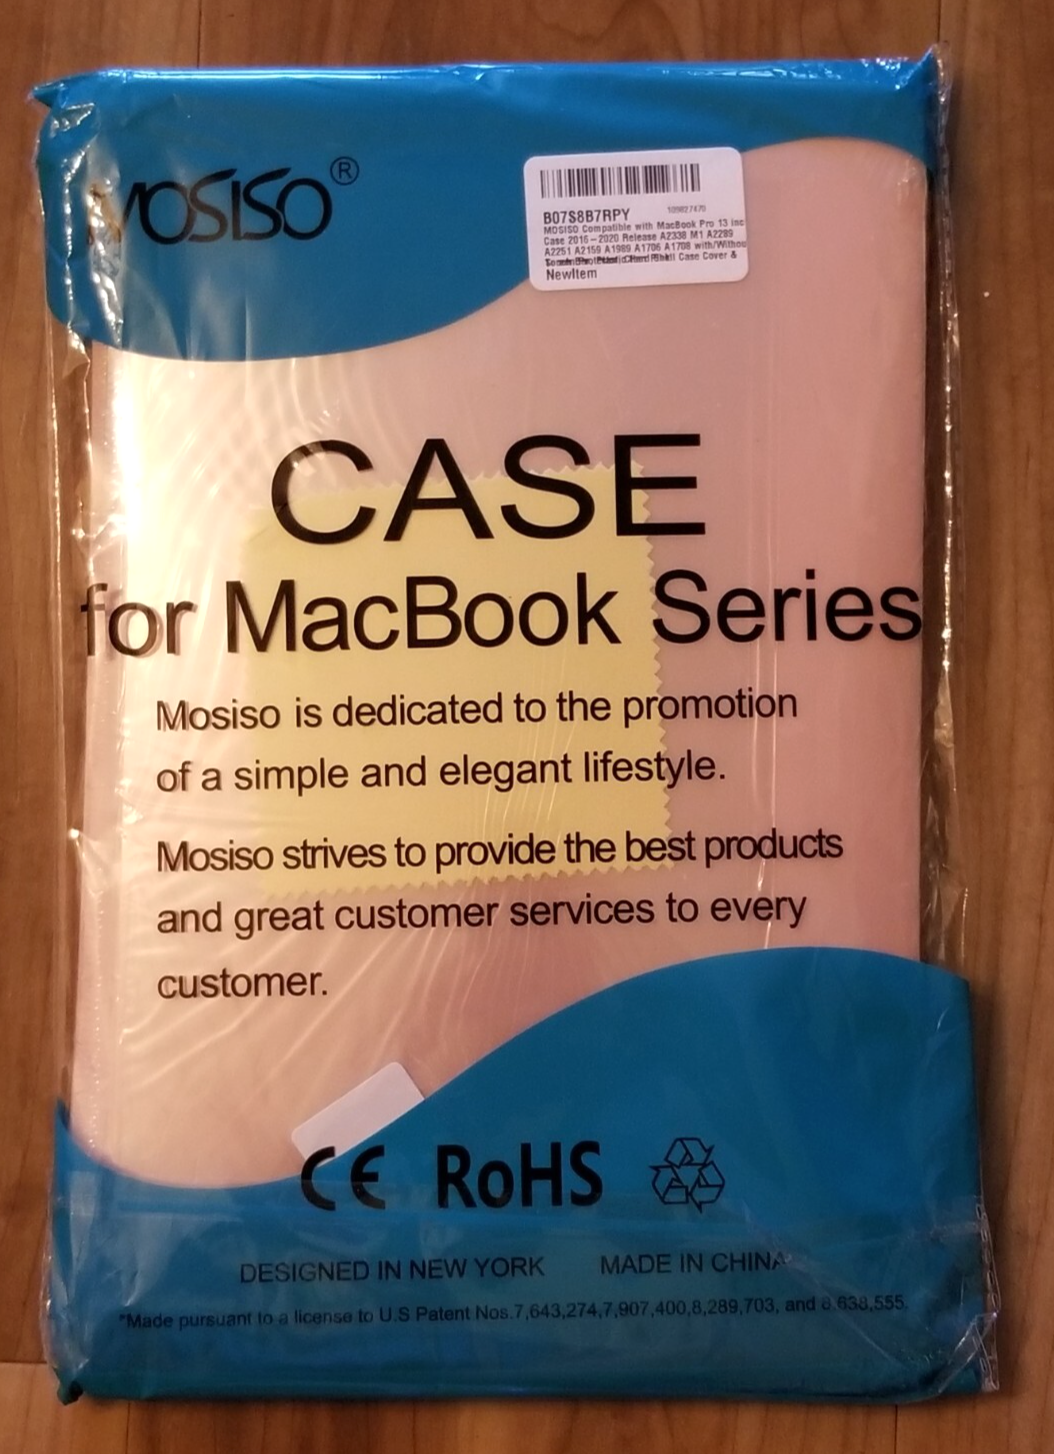 MOSISO®
B07S8B7RPY
109827470
MOSISO Compatible with MacBook Pro 13 inc
Case 2016-2020 Release A2338 M1 A2289
A2251 A2159 A1989 A1706 A1708 with/Withou
Case Cover &
NewItem
CASE
for MacBook Series
Mosiso is dedicated to the promotion
of a simple and elegant lifestyle.
Mosiso strives to provide the best products
and great customer services to every
customer.
CE RoHS
DESIGNED IN NEW YORK MADE IN CHINA
*Made pursuant to a license to U.S Patent Nos.7,643,274,7,907,400,8,289,703, and 8.638,555.